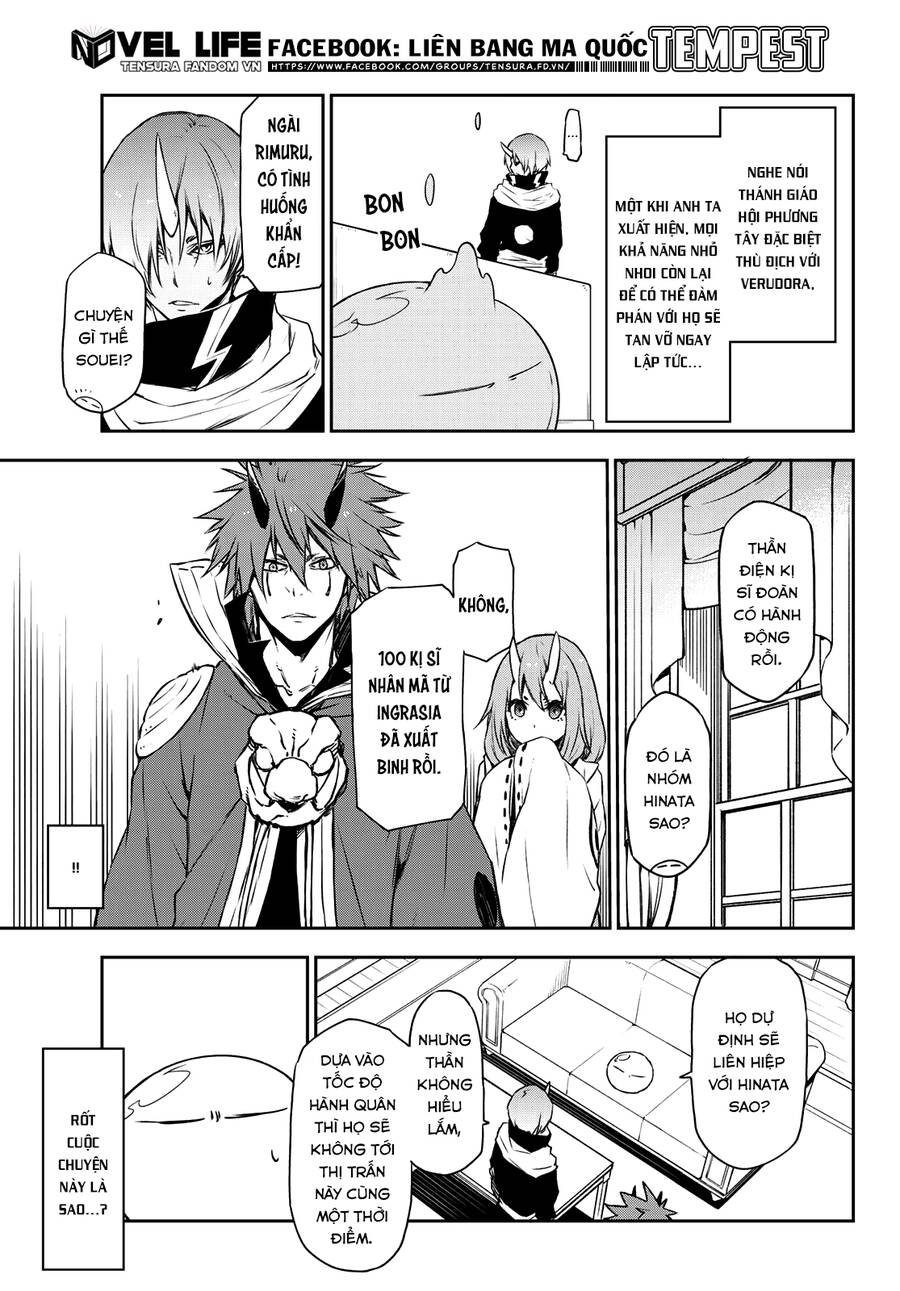 NOVEL LIFE
TENSURA FANDOM VN
FACEBOOK: LIÊN BANG MA QUỐC
HTTPS://WWW.FACEBOOK.COM/GROUPS/TENSURA.FD.VN/
TEMPEST
NGHE NÓI
THÁNH GIÁO
HỘI PHƯƠNG
TÂY ĐẶC BIỆT
THÙ ĐỊCH VỚI
VERUDORA,
MỘT KHI ANH TA
XUẤT HIỆN, MỌI
KHẢ NĂNG NHỎ
NHOI CÒN LẠI
ĐỂ CÓ THỂ ĐÀM
PHÁN VỚI HỌ SẼ
TAN VỠ NGAY
LẬP TỨC...
...
BON
BON
NGÀI
RIMURU,
CÓ TÌNH
HUỐNG
KHẨN
CẤP!
CHUYỆN
GÌ THẾ
SOUEI?
THẦN
ĐIỆN KỊ
SĨ ĐOÀN
CÓ HÀNH
ĐỘNG
RỒI.
ĐÓ LÀ
NHÓM
HINATA
SAO?
KHÔNG,
100 KỊ SĨ
NHÂN MÃ TỪ
INGRASIA
ĐÃ XUẤT
BINH RỒI.
!!
HỌ DỰ
ĐỊNH SẼ
LIÊN HIỆP
VỚI HINATA
SAO?
NHƯNG
THẦN
KHÔNG
HIỂU
LẮM,
DỰA VÀO
TỐC ĐỘ
HÀNH QUÂN
THÌ HỌ SẼ
KHÔNG TỚI
THỊ TRẤN
NÀY CÙNG
MỘT THỜI
ĐIỂM.
RỐT
CUỘC
CHUYỆN
NÀY LÀ
SAO...?